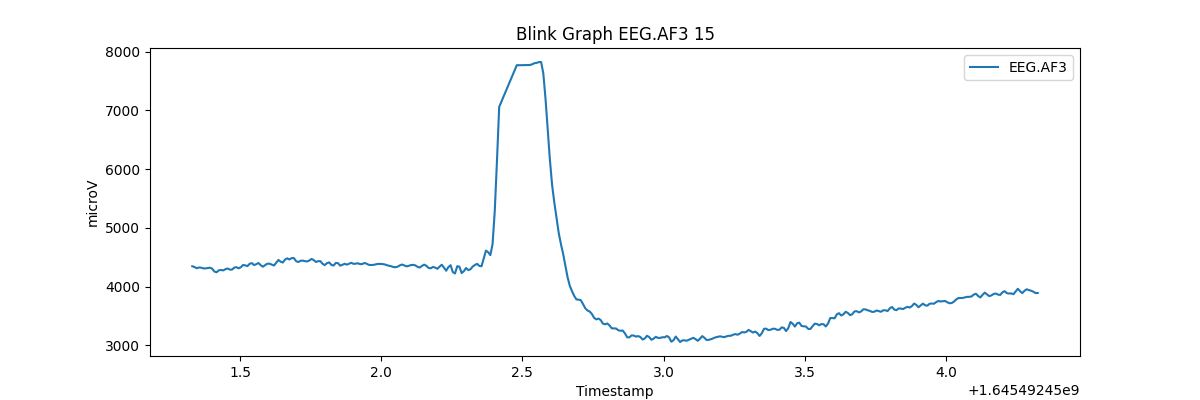 Blink Graph EEG.AF3 15
EEG.AF3
microV
8000
7000
6000
5000
4000
3000
1.5 2.0 2.5 3.0 3.5 4.0
Timestamp
+1.64549245e9